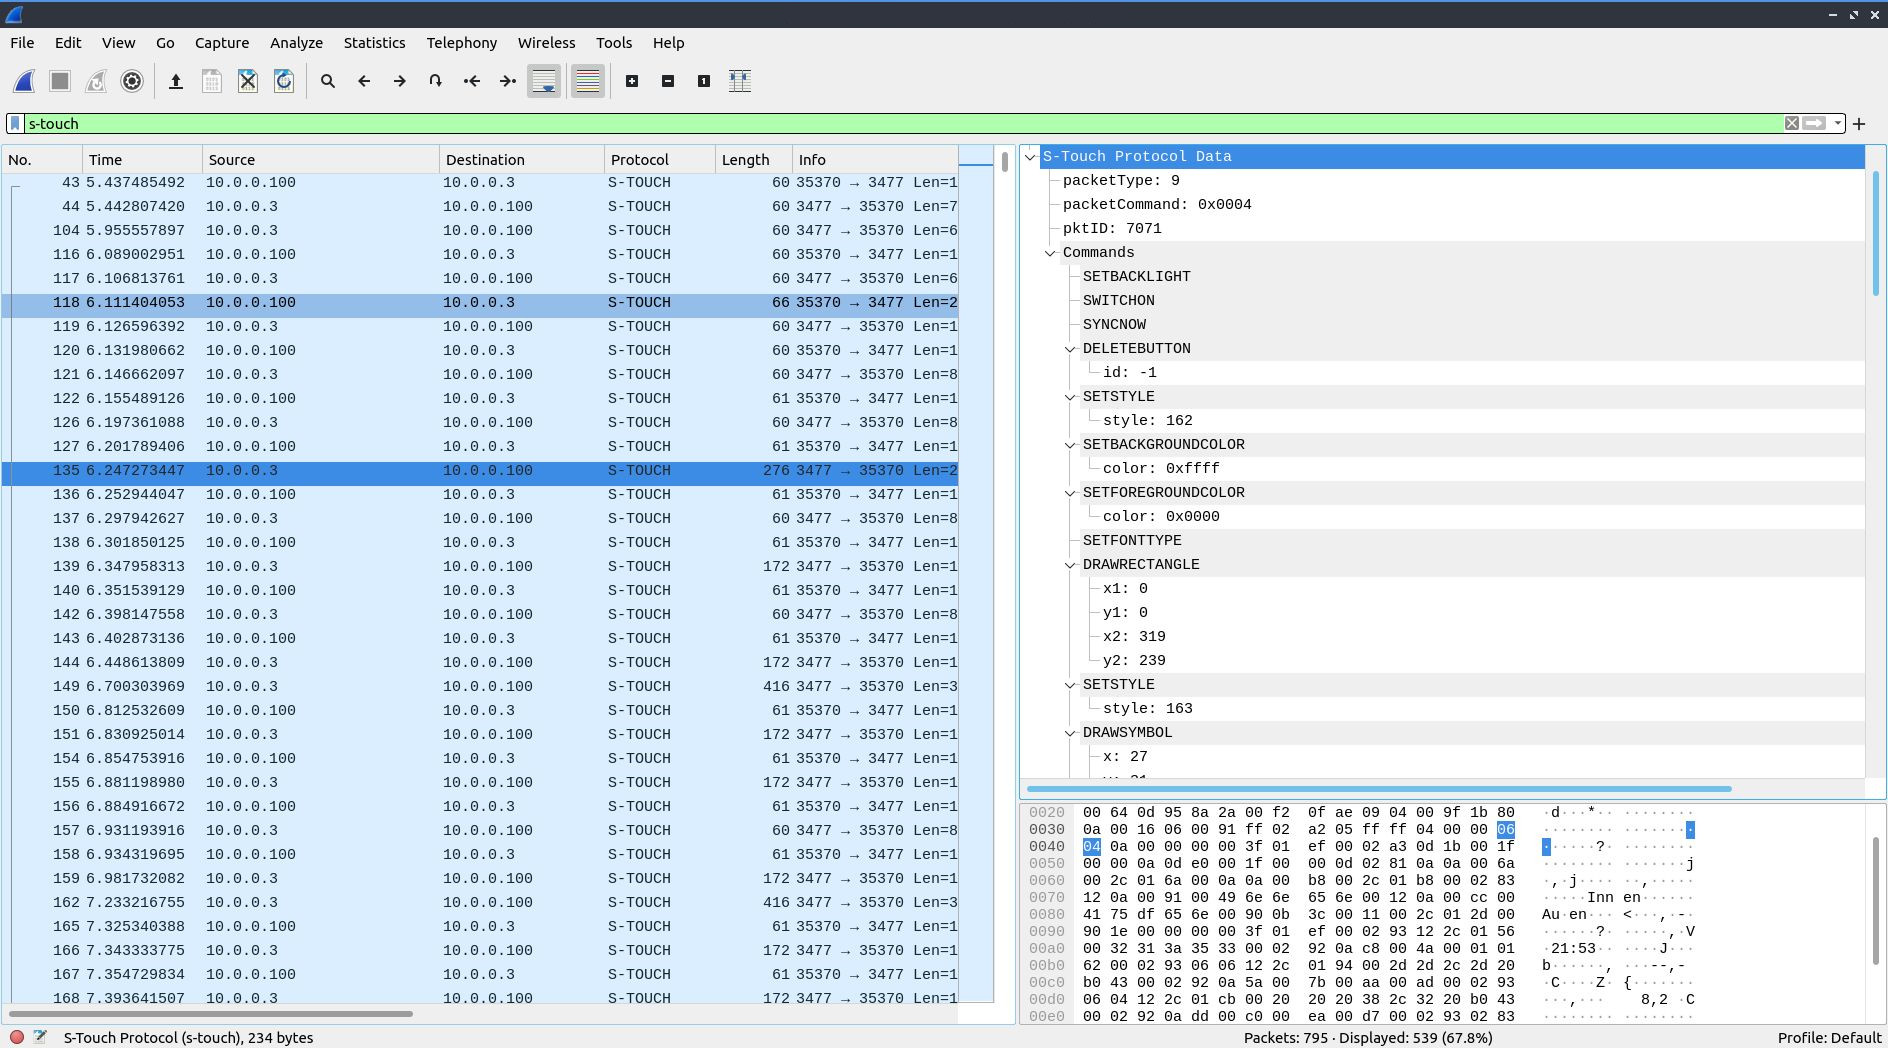 File Edit View Go Capture Analyze Statistics Telephony Wireless Tools Help
s-touch
No. Time Source Destination Protocol Length Info
43 5.437485492 10.0.0.100 10.0.0.3 S-TOUCH 60 35370 → 3477 Len=1
44 5.442807420 10.0.0.3 10.0.0.100 S-TOUCH 60 3477 → 35370 Len=7
104 5.955557897 10.0.0.3 10.0.0.100 S-TOUCH 60 3477 → 35370 Len=6
116 6.089002951 10.0.0.100 10.0.0.3 S-TOUCH 60 35370 → 3477 Len=1
117 6.106813761 10.0.0.3 10.0.0.100 S-TOUCH 60 3477 → 35370 Len=6
118 6.111404053 10.0.0.100 10.0.0.3 S-TOUCH 66 35370 → 3477 Len=2
119 6.126596392 10.0.0.3 10.0.0.100 S-TOUCH 60 3477 → 35370 Len=1
120 6.131980662 10.0.0.100 10.0.0.3 S-TOUCH 60 35370 → 3477 Len=1
121 6.146662097 10.0.0.3 10.0.0.100 S-TOUCH 60 3477 → 35370 Len=8
122 6.155489126 10.0.0.100 10.0.0.3 S-TOUCH 61 35370 → 3477 Len=1
126 6.197361088 10.0.0.3 10.0.0.100 S-TOUCH 60 3477 → 35370 Len=8
127 6.201789406 10.0.0.100 10.0.0.3 S-TOUCH 61 35370 → 3477 Len=1
135 6.247273447 10.0.0.3 10.0.0.100 S-TOUCH 276 3477 → 35370 Len=2
136 6.252944047 10.0.0.100 10.0.0.3 S-TOUCH 61 35370 → 3477 Len=1
137 6.297942627 10.0.0.3 10.0.0.100 S-TOUCH 60 3477 → 35370 Len=8
138 6.301850125 10.0.0.100 10.0.0.3 S-TOUCH 61 35370 → 3477 Len=1
139 6.347958313 10.0.0.3 10.0.0.100 S-TOUCH 172 3477 → 35370 Len=1
140 6.351539129 10.0.0.100 10.0.0.3 S-TOUCH 61 35370 → 3477 Len=1
142 6.398147558 10.0.0.3 10.0.0.100 S-TOUCH 60 3477 → 35370 Len=8
143 6.402873136 10.0.0.100 10.0.0.3 S-TOUCH 61 35370 → 3477 Len=1
144 6.448613809 10.0.0.3 10.0.0.100 S-TOUCH 172 3477 → 35370 Len=1
149 6.700303969 10.0.0.3 10.0.0.100 S-TOUCH 416 3477 → 35370 Len=3
150 6.812532609 10.0.0.100 10.0.0.3 S-TOUCH 61 35370 → 3477 Len=1
151 6.830925014 10.0.0.3 10.0.0.100 S-TOUCH 172 3477 → 35370 Len=1
154 6.854753916 10.0.0.100 10.0.0.3 S-TOUCH 61 35370 → 3477 Len=1
155 6.881198980 10.0.0.3 10.0.0.100 S-TOUCH 172 3477 → 35370 Len=1
156 6.884916672 10.0.0.100 10.0.0.3 S-TOUCH 61 35370 → 3477 Len=1
157 6.931193916 10.0.0.3 10.0.0.100 S-TOUCH 60 3477 → 35370 Len=8
158 6.934319695 10.0.0.100 10.0.0.3 S-TOUCH 61 35370 → 3477 Len=1
159 6.981732082 10.0.0.3 10.0.0.100 S-TOUCH 172 3477 → 35370 Len=1
162 7.233216755 10.0.0.3 10.0.0.100 S-TOUCH 416 3477 → 35370 Len=3
165 7.325340388 10.0.0.100 10.0.0.3 S-TOUCH 61 35370 → 3477 Len=1
166 7.343333775 10.0.0.3 10.0.0.100 S-TOUCH 172 3477 → 35370 Len=1
167 7.354729834 10.0.0.100 10.0.0.3 S-TOUCH 61 35370 → 3477 Len=1
168 7.393641507 10.0.0.3 10.0.0.100 S-TOUCH 172 3477 → 35370 Len=1
S-Touch Protocol Data
packetType: 9
packetCommand: 0x0004
pktID: 7071
Commands
SETBACKLIGHT
SWITCHON
SYNCNOW
DELETEBUTTON
id: -1
SETSTYLE
style: 162
SETBACKGROUNDCOLOR
color: 0xffff
SETFOREGROUNDCOLOR
color: 0x0000
SETFONTTYPE
DRAWRECTANGLE
x1: 0
y1: 0
x2: 319
y2: 239
SETSTYLE
style: 163
DRAWSYMBOL
x: 27
0020 00 64 0d 95 8a 2a 00 f2 0f ae 09 04 00 9f 1b 80 ·d···*·· ········
0030 0a 00 16 06 00 91 ff 02 a2 05 ff ff 04 00 00 06 ········ ········
0040 04 0a 00 00 00 00 3f 01 ef 00 02 a3 0d 1b 00 1f ······?· ········
0050 00 00 0a 0d e0 00 1f 00 00 0d 02 81 0a 0a 00 6a ········ ·······j
0060 00 2c 01 6a 00 0a 0a 00 b8 00 2c 01 b8 00 02 83 ·,·j···· ··,·····
0070 12 0a 00 91 00 49 6e 6e 65 6e 00 12 0a 00 cc 00 ·····Inn en······
0080 41 75 df 65 6e 00 90 0b 3c 00 11 00 2c 01 2d 00 Au·en··· <···,·-·
0090 90 1e 00 00 00 00 3f 01 ef 00 02 93 12 2c 01 56 ······?· ·····,·V
00a0 00 32 31 3a 35 33 00 02 92 0a c8 00 4a 00 01 01 ·21:53·· ····J···
00b0 62 00 02 93 06 06 12 2c 01 94 00 2d 2d 2c 2d 20 b······, ···--,-
00c0 b0 43 00 02 92 0a 5a 00 7b 00 aa 00 ad 00 02 93 ·C····Z· {·······
00d0 06 04 12 2c 01 cb 00 20 20 20 38 2c 32 20 b0 43 ···,··· 8,2 ·C
00e0 00 02 92 0a dd 00 c0 00 ea 00 d7 00 02 93 02 83 ········ ········
S-Touch Protocol (s-touch), 234 bytes Packets: 795 · Displayed: 539 (67.8%) Profile: Default